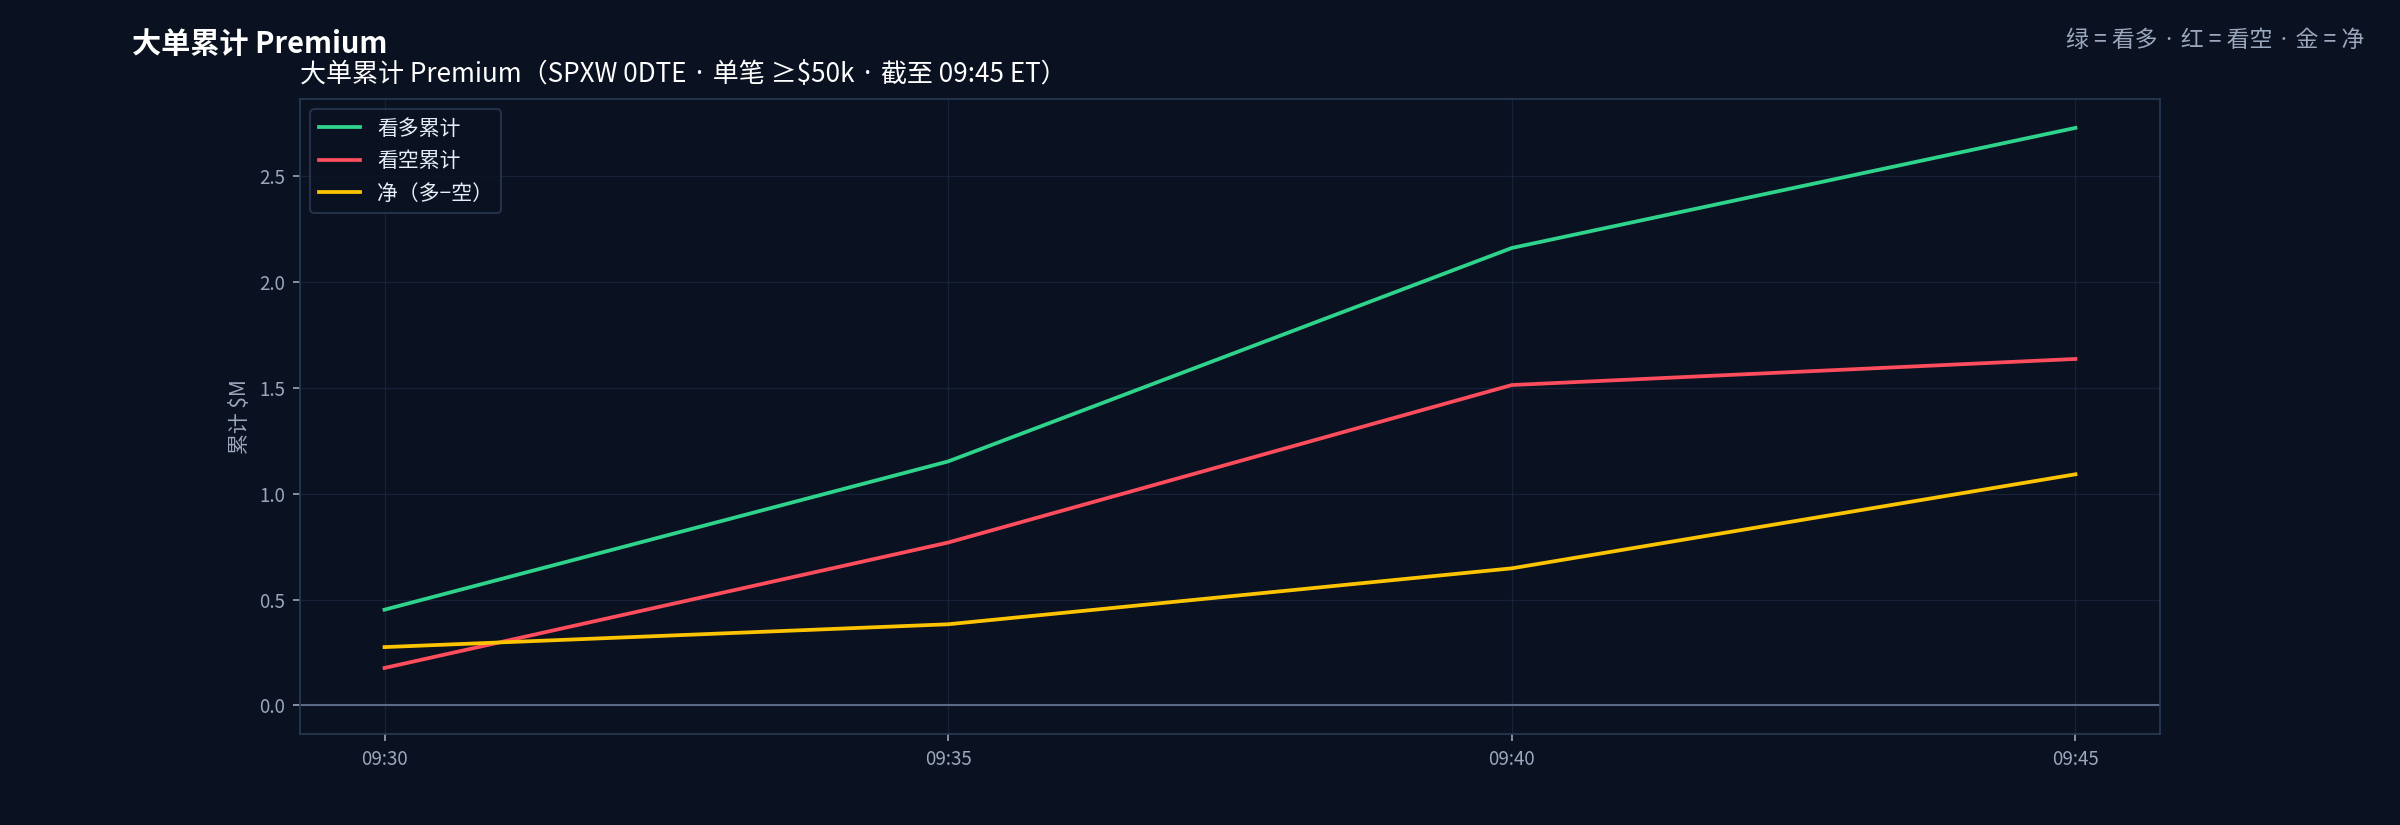 大单累计 Premium
绿 = 看多 · 红 = 看空 · 金 = 净
大单累计 Premium（SPXW 0DTE · 单笔 ≥$50k · 截至 09:45 ET）
看多累计
看空累计
净（多−空）
累计 $M
2.5
2.0
1.5
1.0
0.5
0.0
09:30
09:35
09:40
09:45